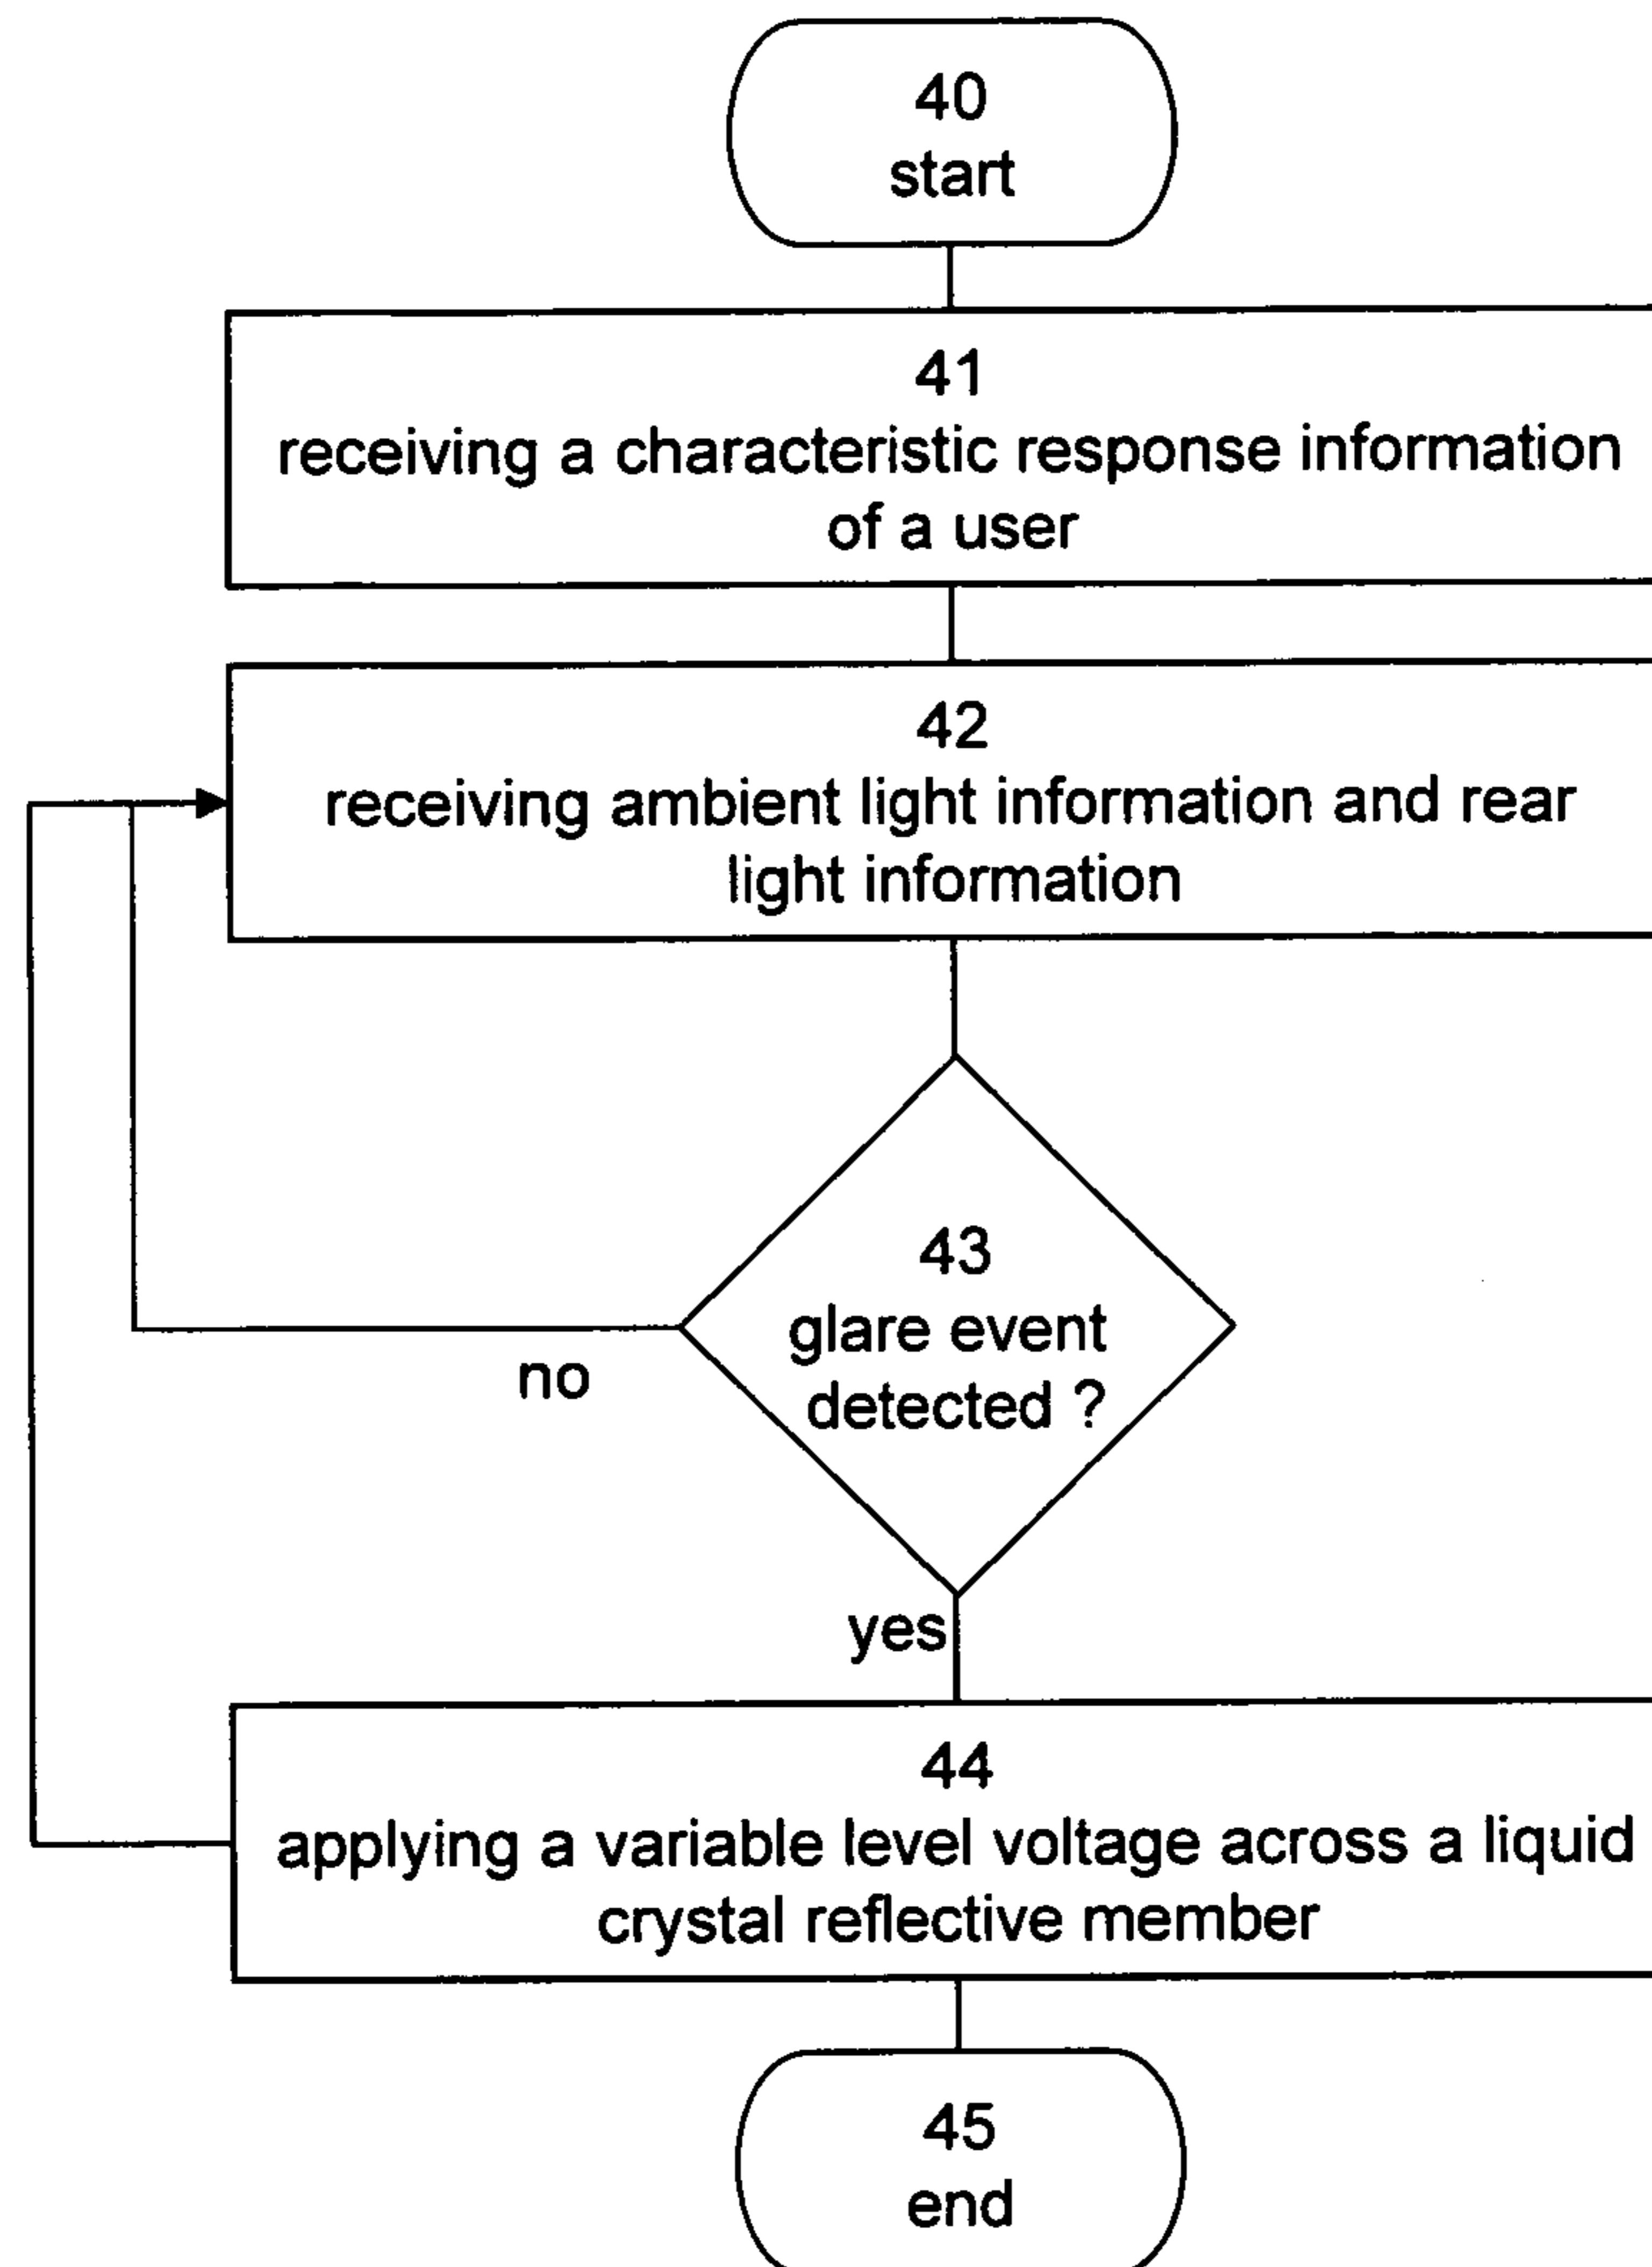 40
start
41
receiving a characteristic response information
of a user
42
receiving ambient light information and rear
light information
43
glare event
detected ?
no
yes
44
applying a variable level voltage across a liquid
crystal reflective member
45
end